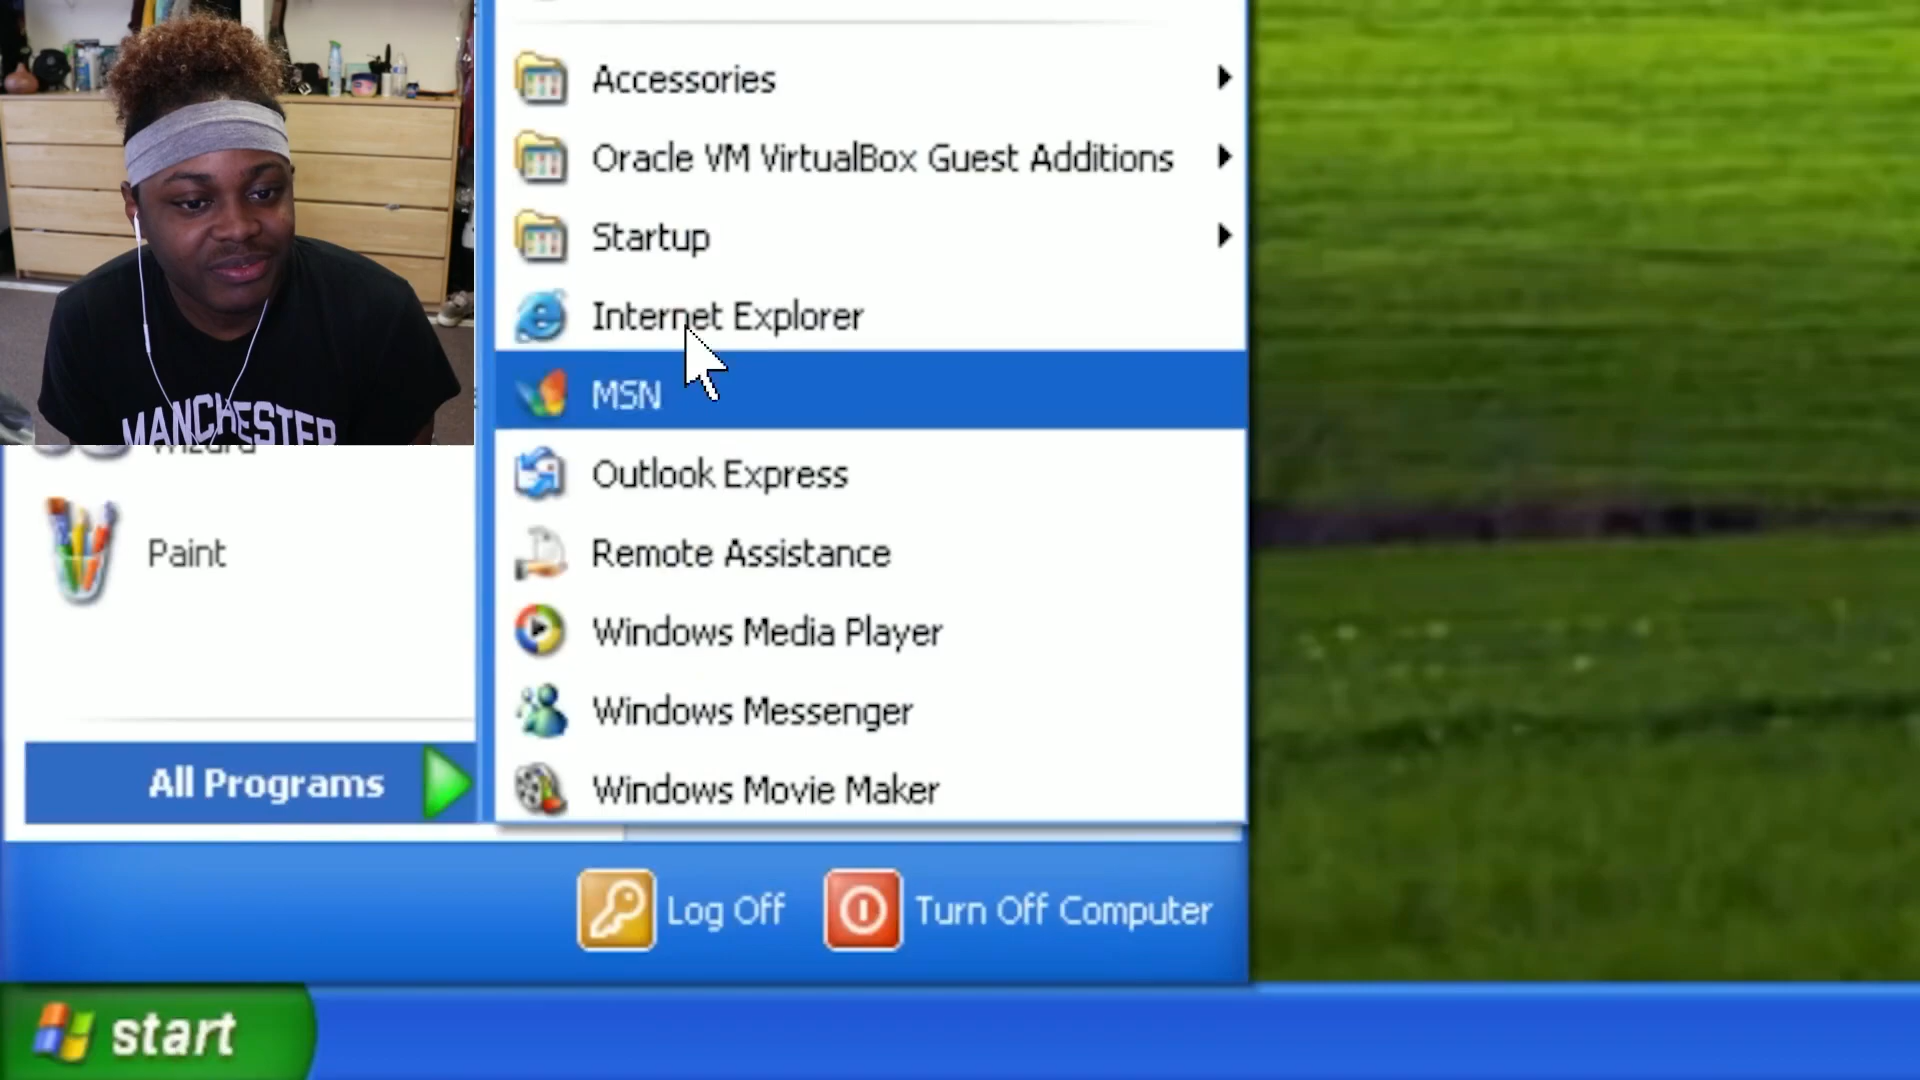 Accessories
Oracle VM VirtualBox Guest Additions
Startup
Internet Explorer
MSN
Outlook Express
Remote Assistance
Windows Media Player
Windows Messenger
Windows Movie Maker
MANCHESTER
Wizard
Paint
All Programs
Log Off
Turn Off Computer
start